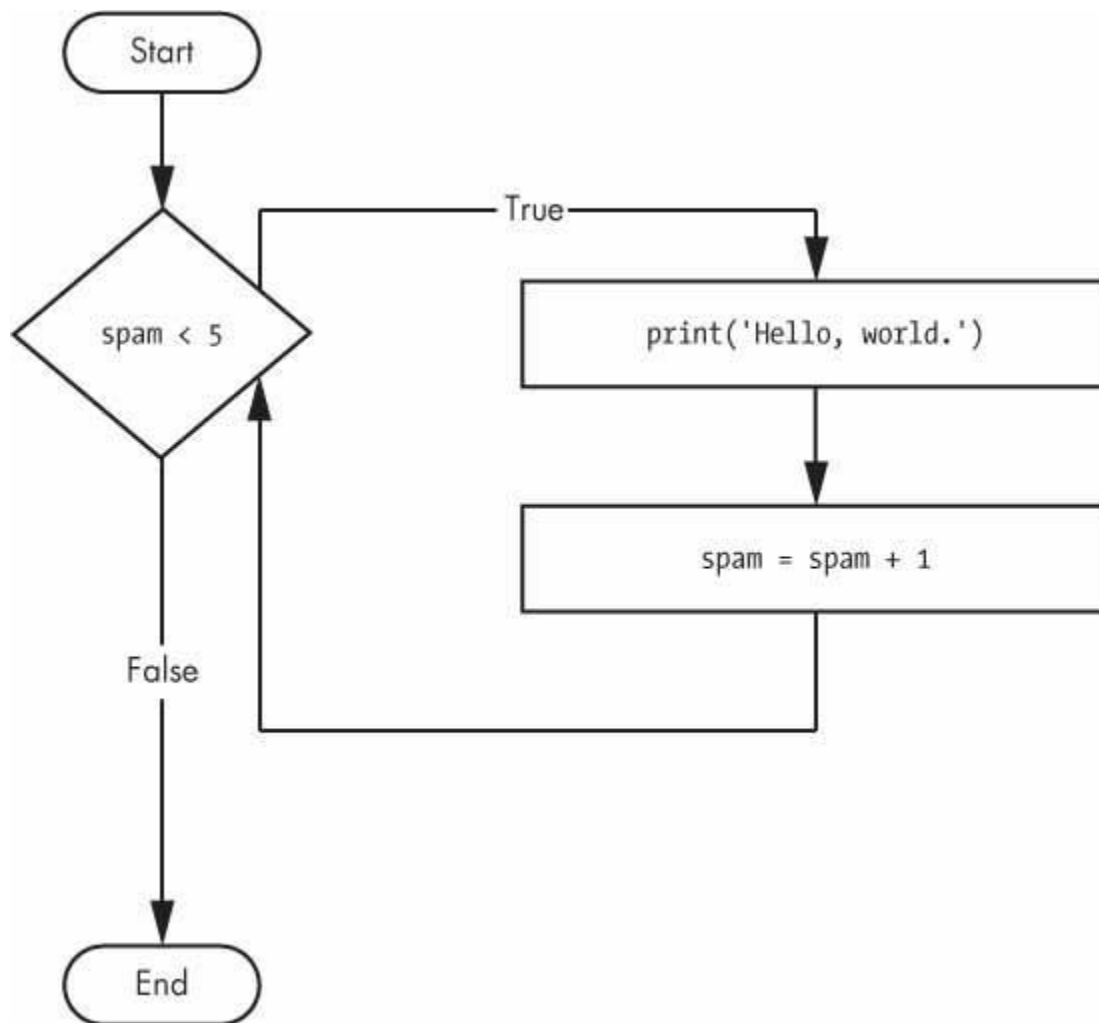 Start
True
spam < 5
print('Hello, world.')
spam = spam + 1
False
End